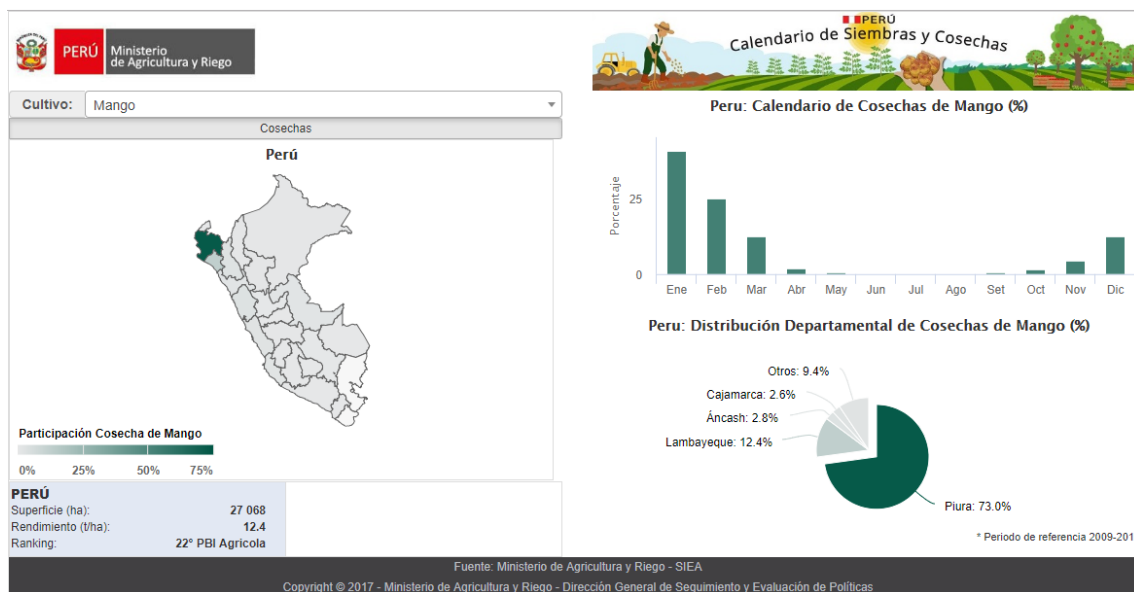 PERÚ
Ministerio
de Agricultura y Riego
PERÚ
Calendario de Siembras y Cosechas
Cultivo: Mango
Cosechas
Perú
Participación Cosecha de Mango
0% 25% 50% 75%
PERÚ
Superficie (ha): 27 068
Rendimiento (t/ha): 12.4
Ranking: 22° PBI Agricola
Peru: Calendario de Cosechas de Mango (%)
Porcentaje
25
0
Ene Feb Mar Abr May Jun Jul Ago Set Oct Nov Dic
Peru: Distribución Departamental de Cosechas de Mango (%)
Otros: 9.4%
Cajamarca: 2.6%
Áncash: 2.8%
Lambayeque: 12.4%
Piura: 73.0%
* Periodo de referencia 2009-201
Fuente: Ministerio de Agricultura y Riego - SIEA
Copyright © 2017 - Ministerio de Agricultura y Riego - Dirección General de Seguimiento y Evaluación de Políticas